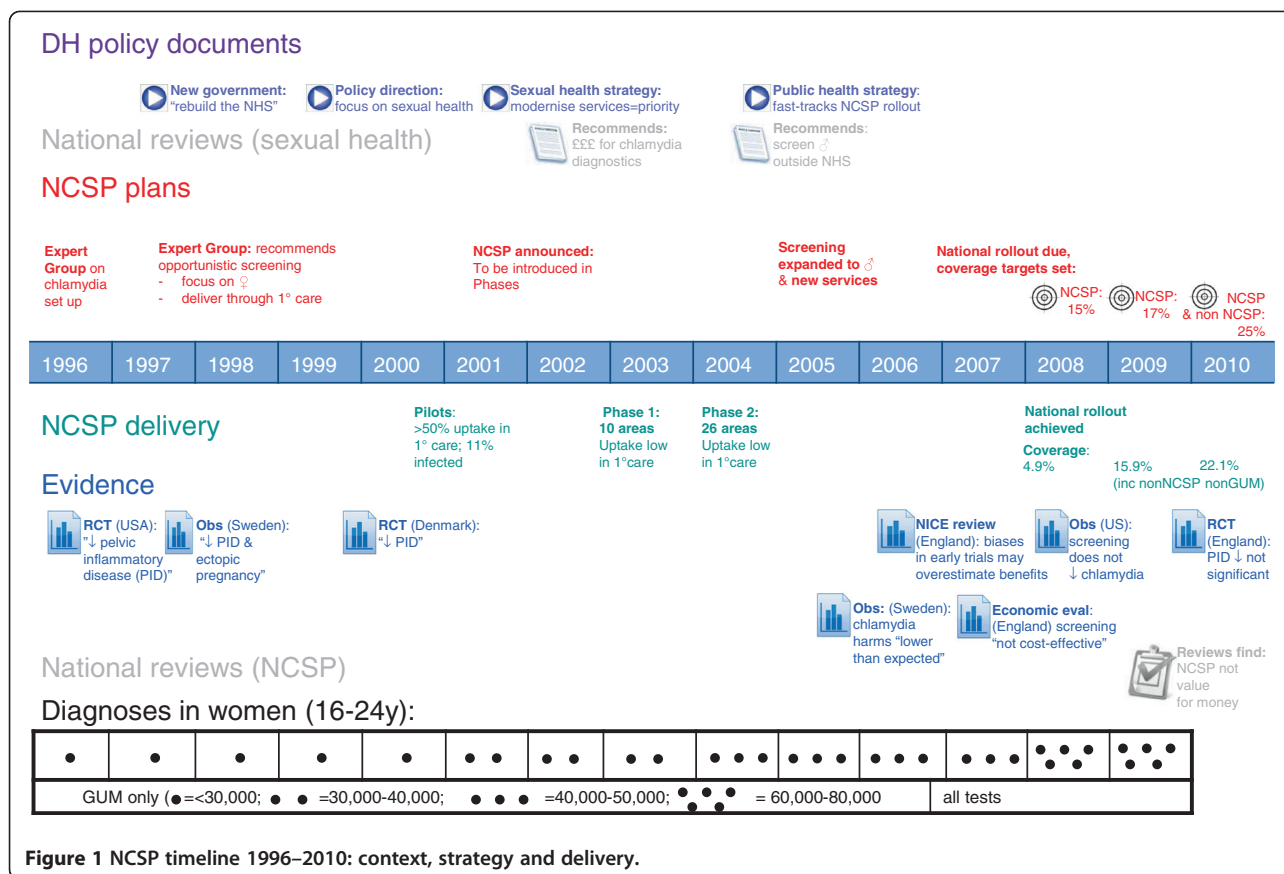 DH policy documents
New government:
"rebuild the NHS"
Policy direction:
focus on sexual health
Sexual health strategy:
modernise services=priority
Public health strategy:
fast-tracks NCSP rollout
National reviews (sexual health)
Recommends:
£££ for chlamydia
diagnostics
Recommends:
screen ♂
outside NHS
NCSP plans
Expert
Group on
chlamydia
set up
Expert Group: recommends
opportunistic screening
- focus on ♀
- deliver through 1° care
NCSP announced:
To be introduced in
Phases
Screening
expanded to ♂
& new services
National rollout due,
coverage targets set:
NCSP:
15%
NCSP:
17%
NCSP
& non NCSP:
25%
1996 1997 1998 1999 2000 2001 2002 2003 2004 2005 2006 2007 2008 2009 2010
NCSP delivery
Pilots:
>50% uptake in
1° care; 11%
infected
Phase 1:
10 areas
Uptake low
in 1°care
Phase 2:
26 areas
Uptake low
in 1°care
National rollout
achieved
Coverage:
4.9%
15.9%
22.1%
(inc nonNCSP nonGUM)
Evidence
RCT (USA):
"↓ pelvic
inflammatory
disease (PID)"
Obs (Sweden):
"↓ PID &
ectopic
pregnancy"
RCT (Denmark):
"↓ PID"
NICE review
(England): biases
in early trials may
overestimate benefits
Obs (US):
screening
does not
↓ chlamydia
RCT
(England):
PID ↓ not
significant
Obs: (Sweden):
chlamydia
harms "lower
than expected"
Economic eval:
(England) screening
"not cost-effective"
National reviews (NCSP)
Reviews find:
NCSP not
value
for money
Diagnoses in women (16-24y):
GUM only (●=<30,000; ● ● =30,000-40,000; ● ● ● =40,000-50,000; ● ● ● ● ● = 60,000-80,000
all tests
Figure 1 NCSP timeline 1996–2010: context, strategy and delivery.